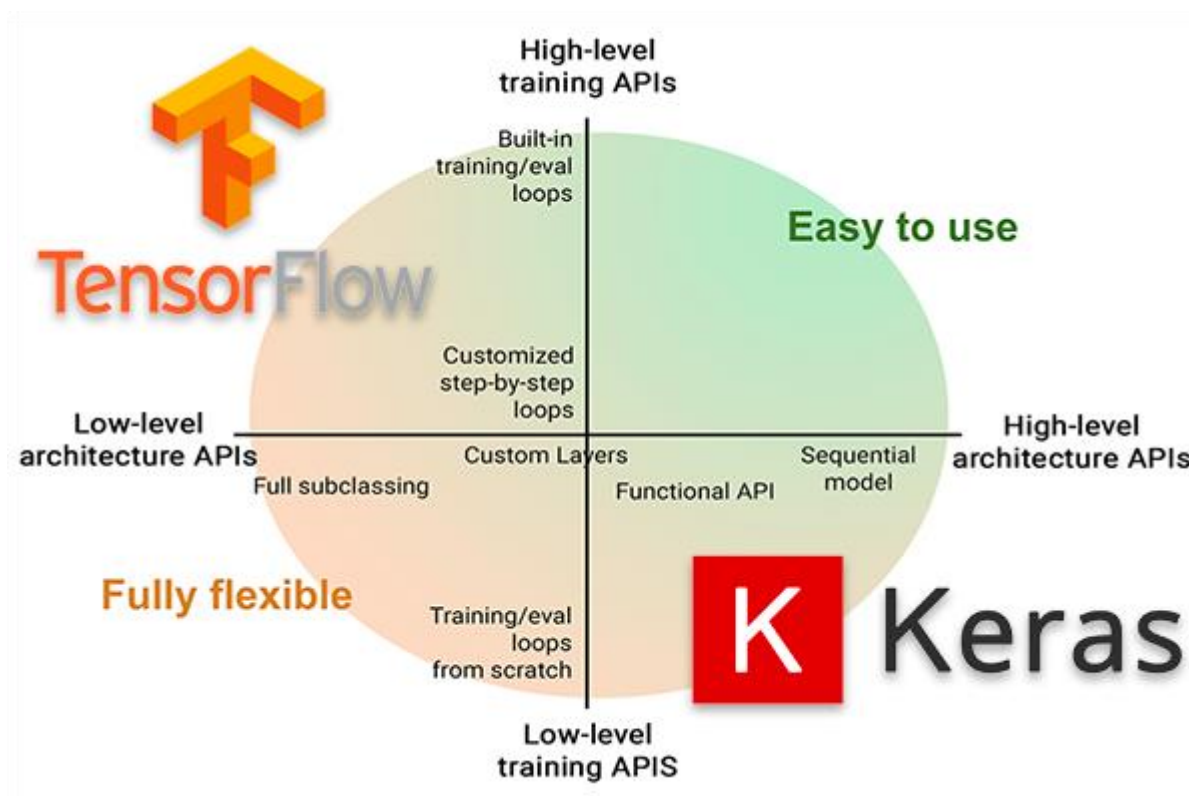 High-level
training APIs
Built-in
training/eval
loops
Easy to use
TensorFlow
Customized
step-by-step
loops
Low-level
architecture APIs
High-level
architecture APIs
Custom Layers
Sequential
model
Full subclassing
Functional API
Fully flexible
K Keras
Training/eval
loops
from scratch
Low-level
training APIS